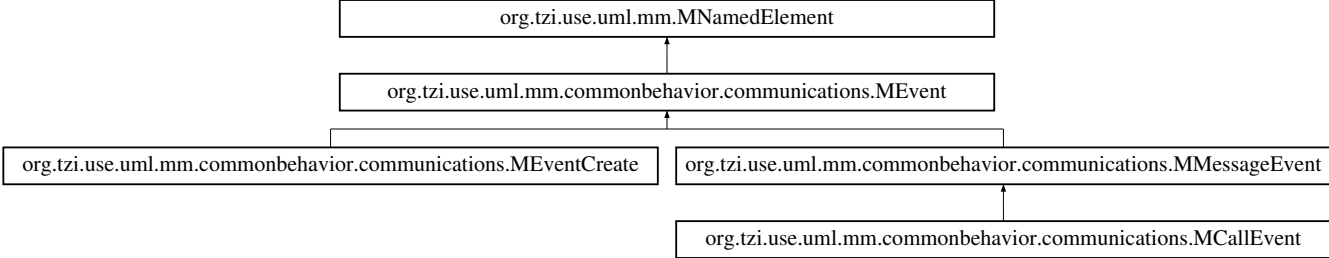 org.tzi.use.uml.mm.MNamedElement
org.tzi.use.uml.mm.commonbehavior.communications.MEvent
org.tzi.use.uml.mm.commonbehavior.communications.MEventCreate
org.tzi.use.uml.mm.commonbehavior.communications.MMessageEvent
org.tzi.use.uml.mm.commonbehavior.communications.MCallEvent